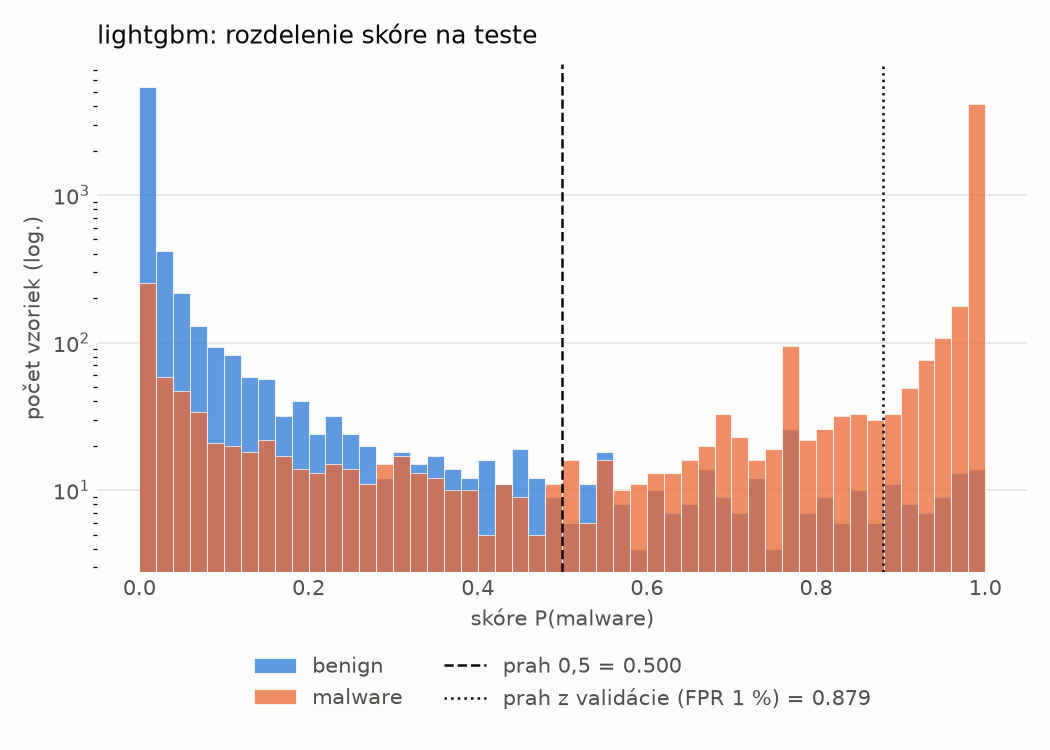 lightgbm: rozdelenie skóre na teste
počet vzoriek (log.)
10³
10²
10¹
0.0 0.2 0.4 0.6 0.8 1.0
skóre P(malware)
benign
malware
prah 0,5 = 0.500
prah z validácie (FPR 1 %) = 0.879